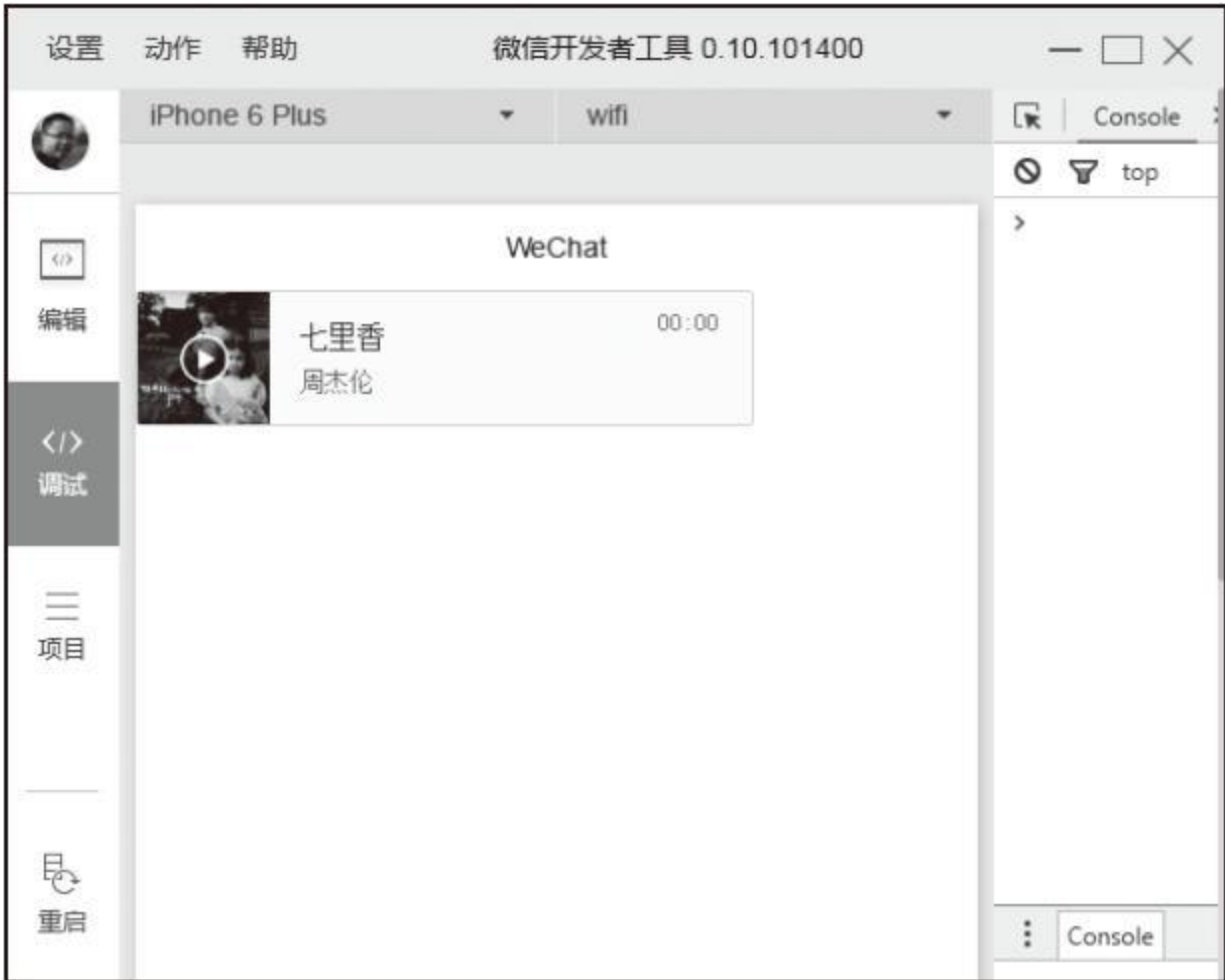 设置 动作 帮助 微信开发者工具 0.10.101400
iPhone 6 Plus wifi Console
top
WeChat
编辑
七里香 00:00
周杰伦
调试
项目
重启
Console